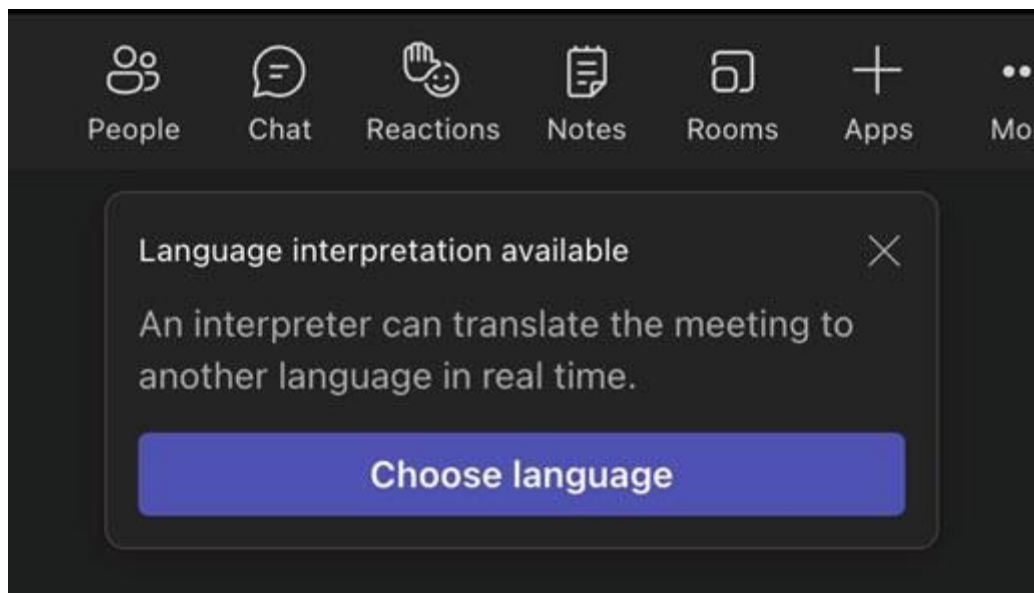 People Chat Reactions Notes Rooms Apps Mo
Language interpretation available
An interpreter can translate the meeting to
another language in real time.
Choose language